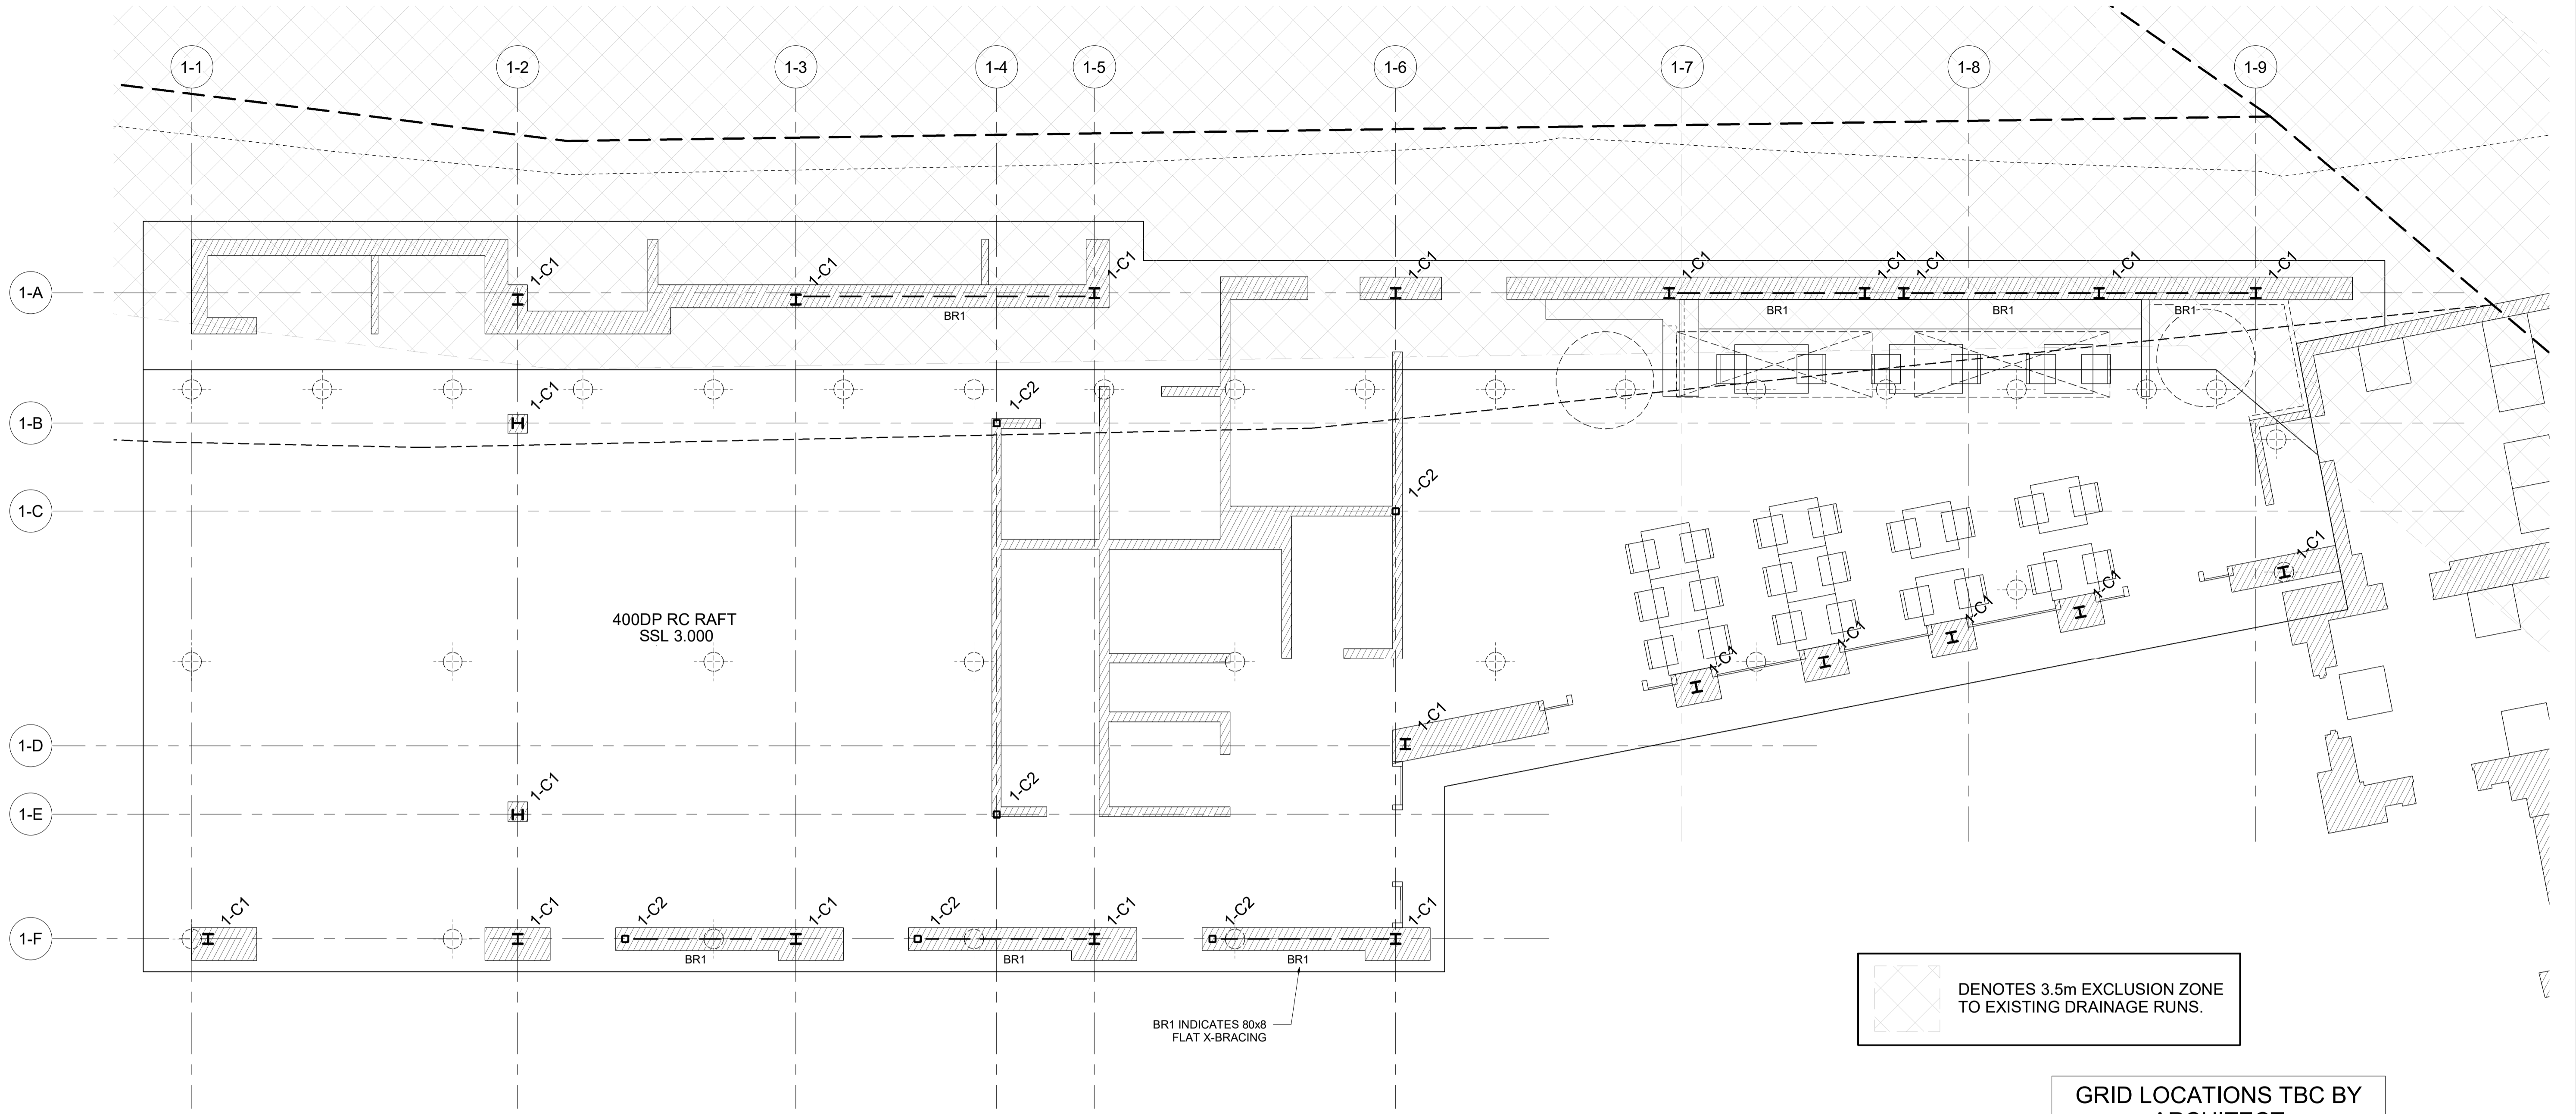 1-1
1-2
1-3
1-4
1-5
1-6
1-7
1-8
1-9
1-A
1-C1
1-C1
1-C1
1-C1
1-C1
1-C1
1-C1
1-C1
1-C1
BR1
BR1
BR1
BR1
1-B
1-C1
1-C2
1-C
1-C2
1-C1
1-C1
1-C1
1-C1
1-C1
400DP RC RAFT
SSL 3.000
1-D
1-C1
1-E
1-C1
1-C2
1-F
1-C1
1-C1
1-C2
1-C1
1-C2
1-C1
1-C2
1-C1
BR1
BR1
BR1
BR1 INDICATES 80x8
FLAT X-BRACING
DENOTES 3.5m EXCLUSION ZONE
TO EXISTING DRAINAGE RUNS.
GRID LOCATIONS TBC BY